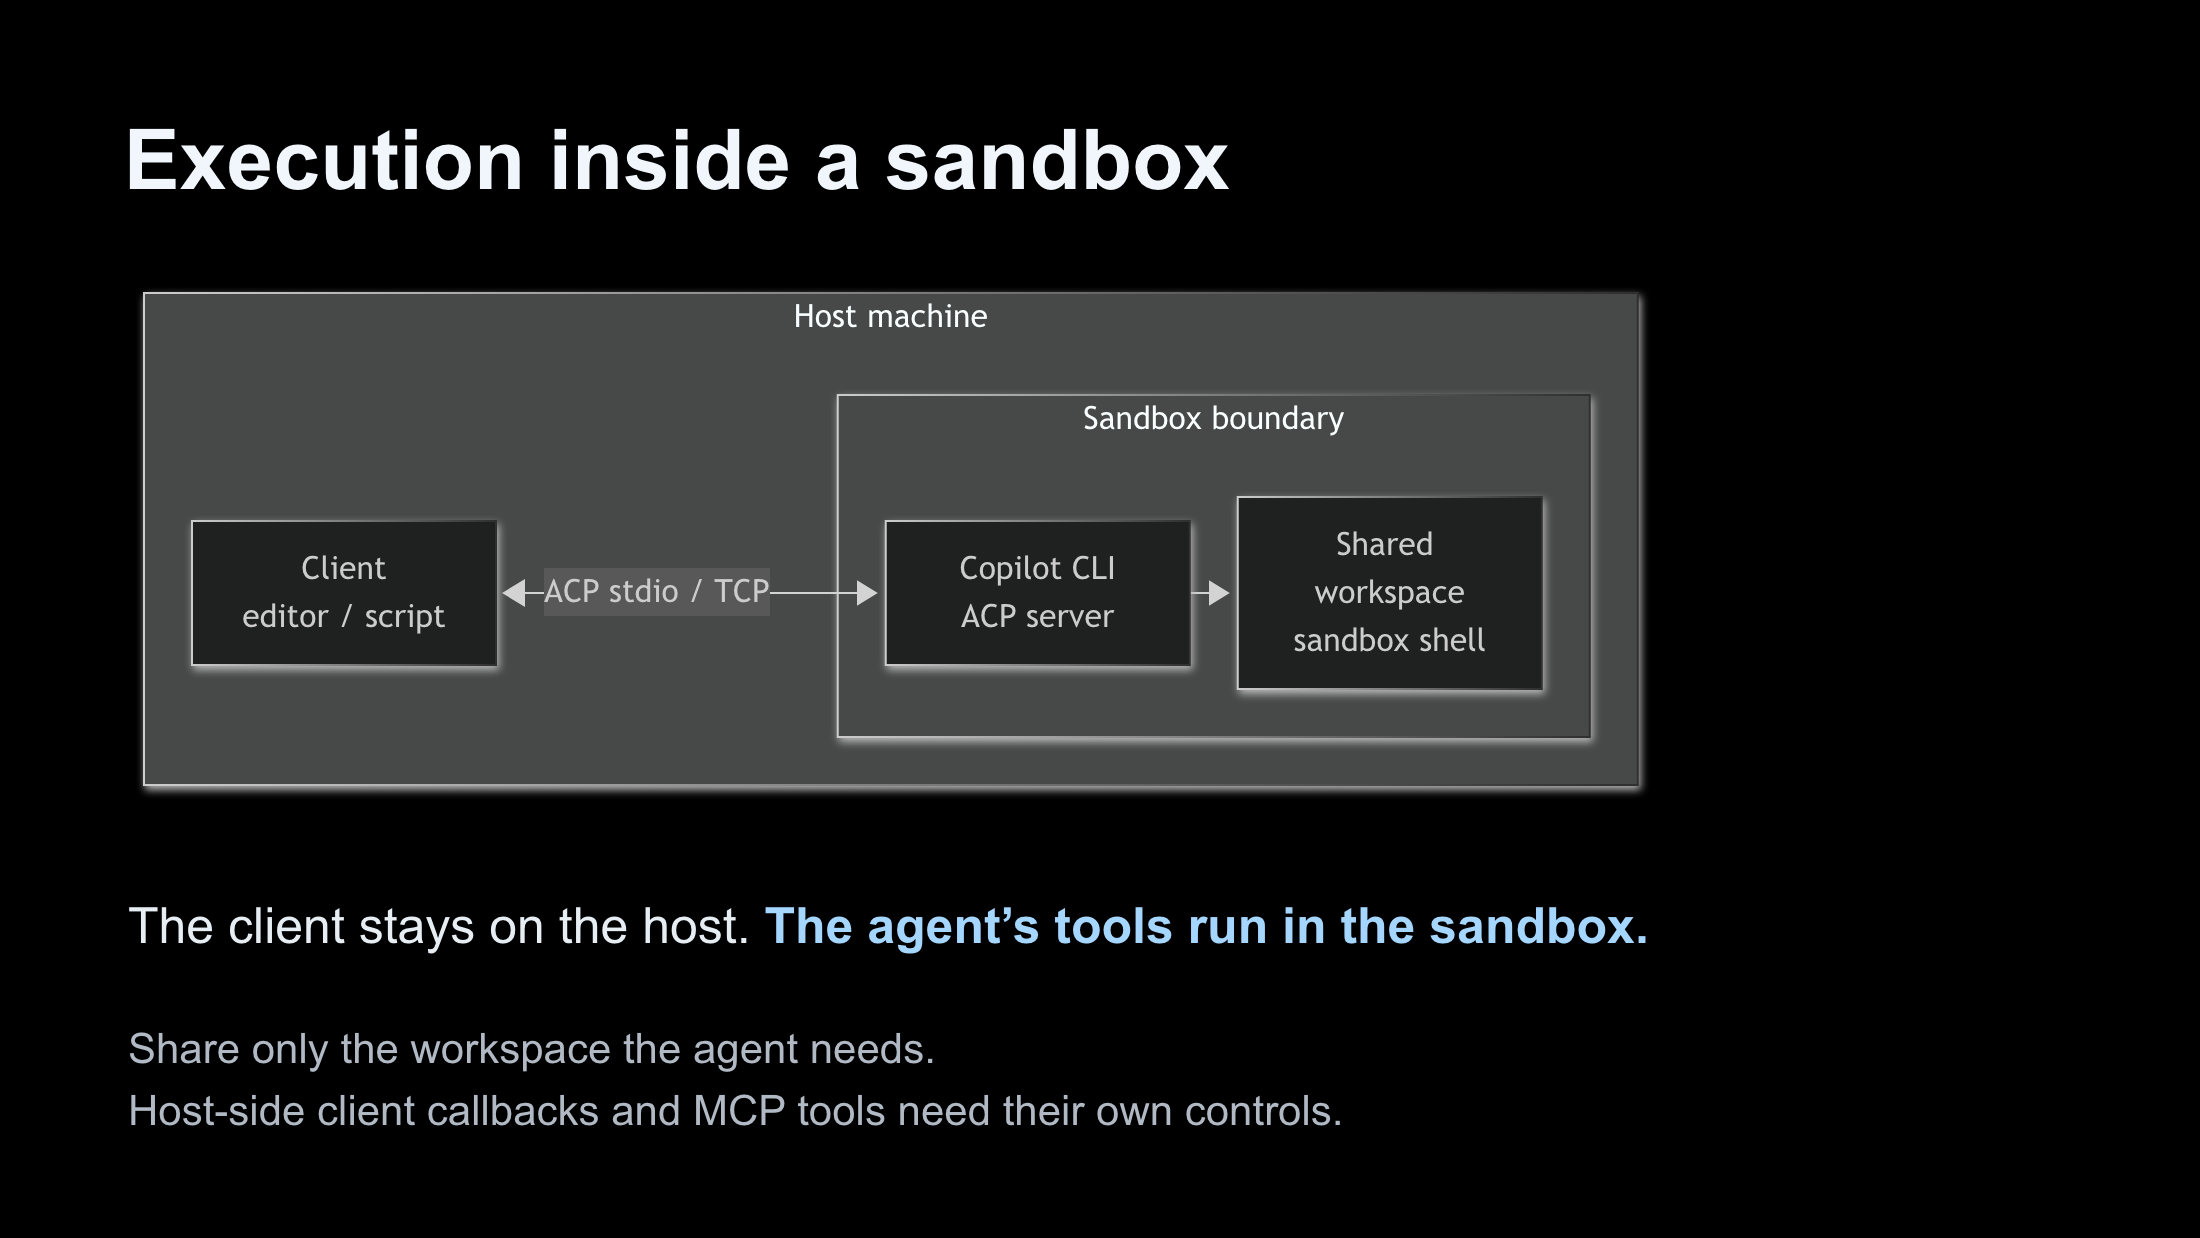 Execution inside a sandbox
Host machine
Sandbox boundary
Client
editor / script
ACP stdio / TCP
Copilot CLI
ACP server
Shared
workspace
sandbox shell
The client stays on the host. The agent’s tools run in the sandbox.
Share only the workspace the agent needs.
Host-side client callbacks and MCP tools need their own controls.